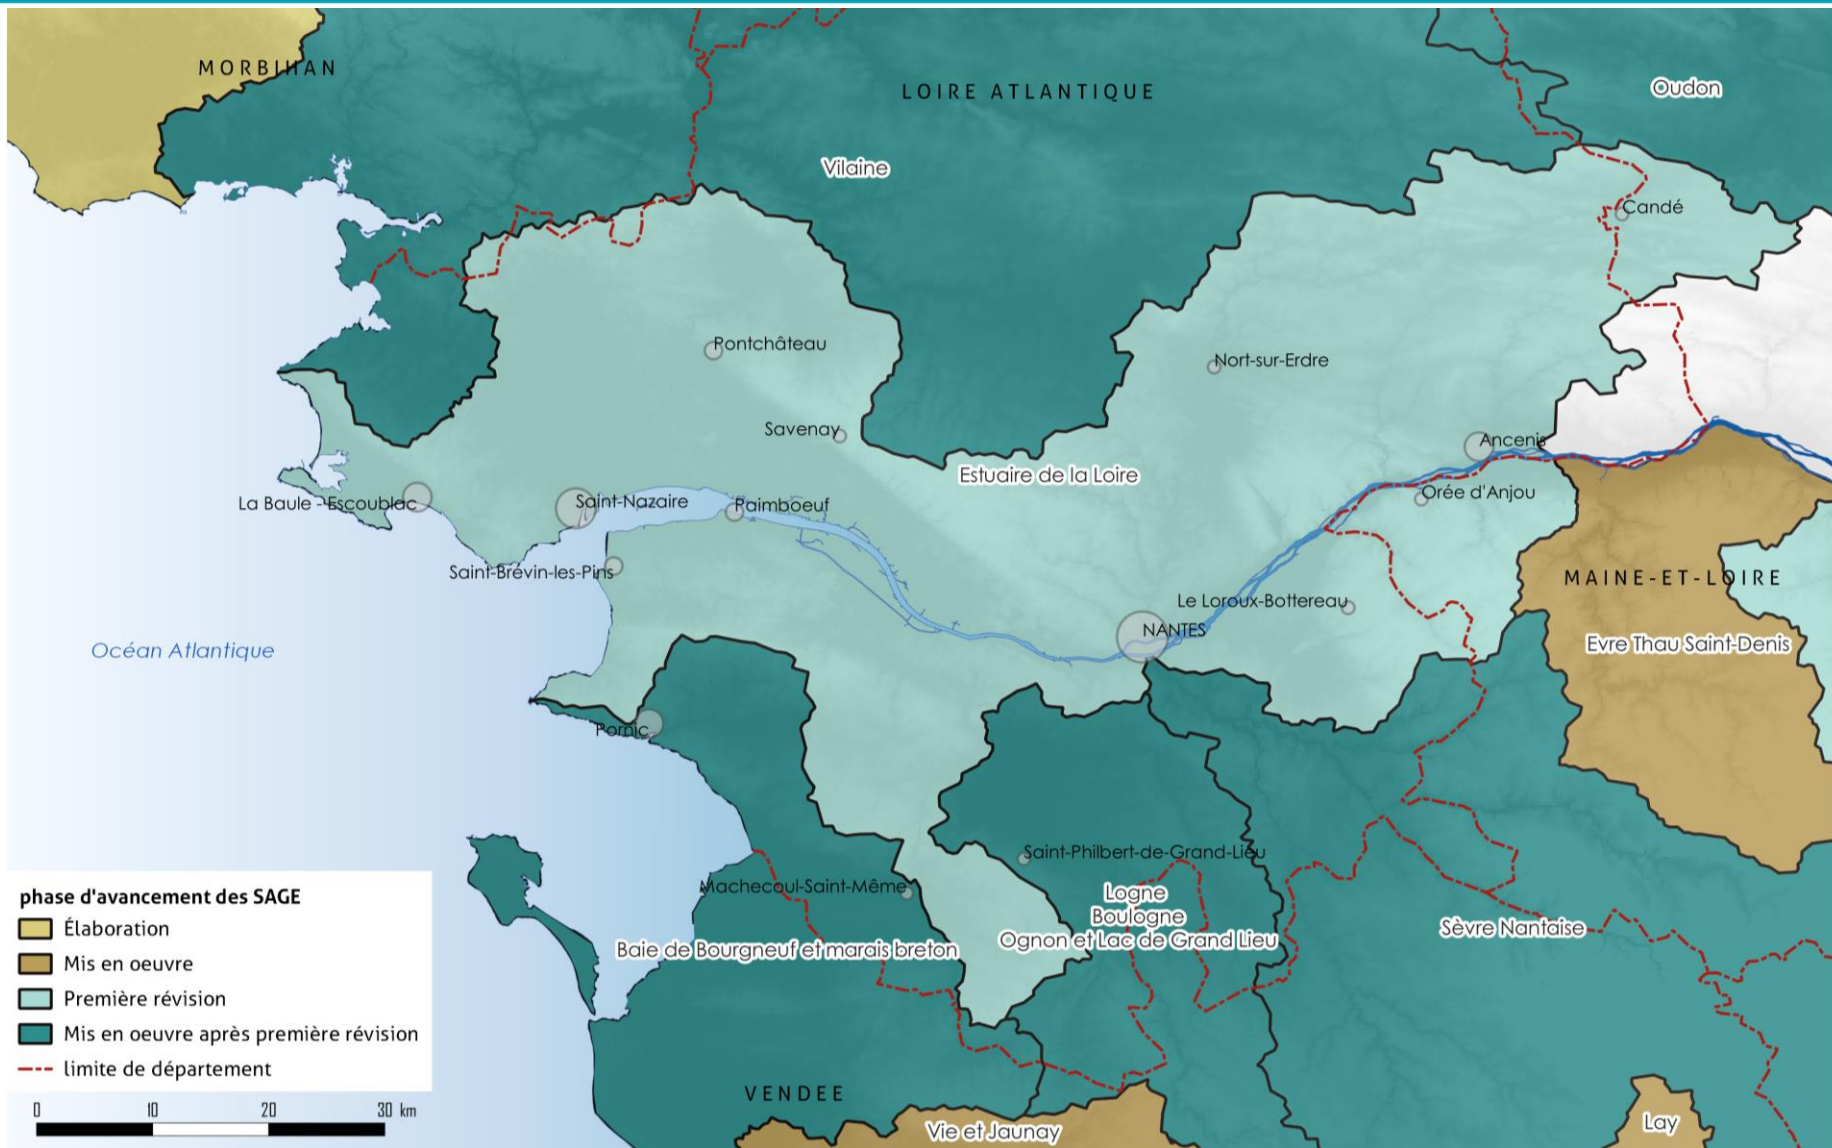 MORBIHAN
LOIRE ATLANTIQUE
Oudon
Vilaine
Candé
Pontchâteau
Nort-sur-Erdre
Savenay
Ancenis
Estuaire de la Loire
La Baule - Escoublac
Saint-Nazaire
Paimboeuf
Orée d'Anjou
Saint-Brévin-les-Pins
MAINE-ET-LOIRE
Le Loroux-Bottereau
NANTES
Océan Atlantique
Evre Thau Saint-Denis
Pornic
Saint-Philbert-de-Grand-Lieu
Machecoul-Saint-Même
Logne
Boulogne
Ognon et Lac de Grand Lieu
Sèvre Nantaise
Baie de Bourgneuf et marais breton
phase d'avancement des SAGE
Élaboration
Mis en oeuvre
Première révision
Mis en oeuvre après première révision
limite de département
0 10 20 30 km
VENDEE
Vie et Jaunay
Lay